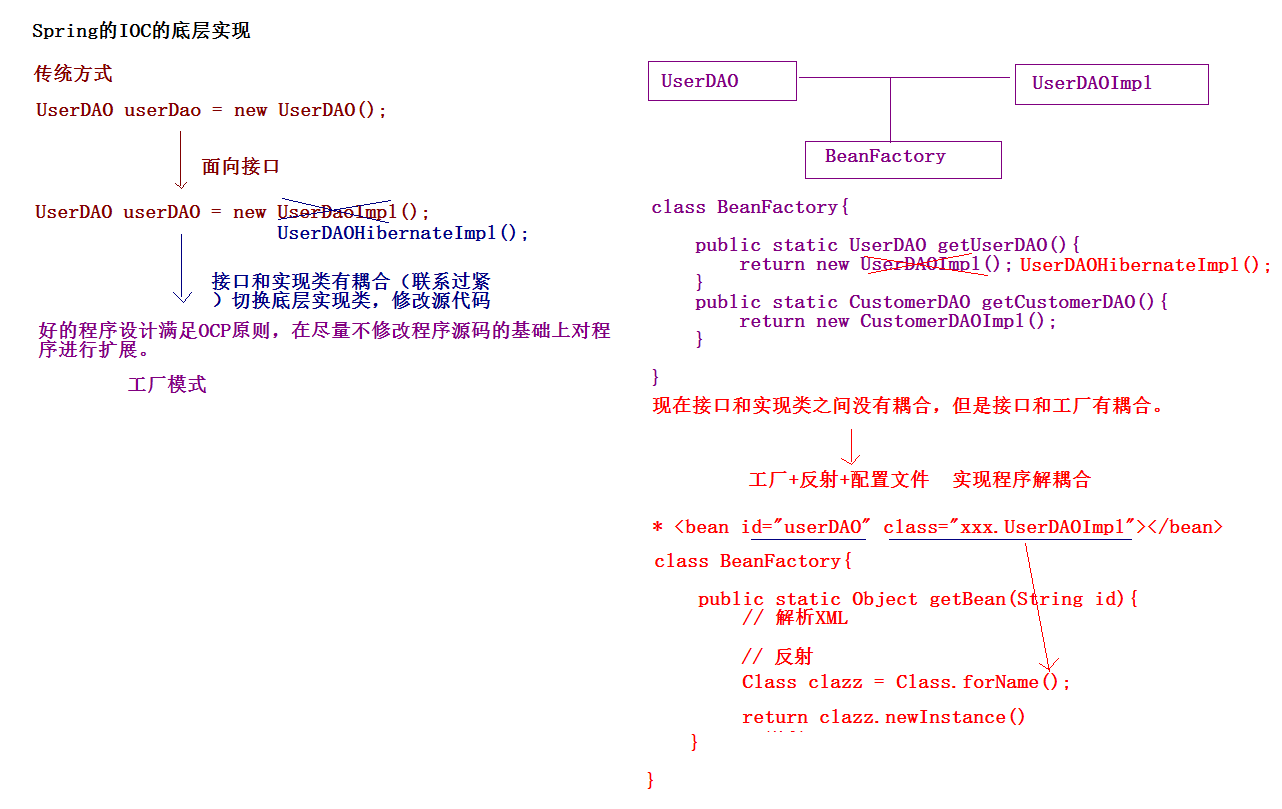 Spring的IOC的底层实现
传统方式
UserDAO userDao = new UserDAO();
面向接口
UserDAO userDAO = new UserDaoImpl();
UserDAOHibernateImpl();
接口和实现类有耦合（联系过紧
）切换底层实现类，修改源代码
好的程序设计满足OCP原则，在尽量不修改程序源码的基础上对程
序进行扩展。
工厂模式
UserDAO
UserDAOImpl
BeanFactory
class BeanFactory{
public static UserDAO getUserDAO(){
return new UserDAOImpl(); UserDAOHibernateImpl();
}
public static CustomerDAO getCustomerDAO(){
return new CustomerDAOImpl();
}
}
现在接口和实现类之间没有耦合，但是接口和工厂有耦合。
工厂+反射+配置文件 实现程序解耦合
* <bean id="userDAO" class="xxx.UserDAOImpl"></bean>
class BeanFactory{
public static Object getBean(String id){
// 解析XML
// 反射
Class clazz = Class.forName();
return clazz.newInstance()
}
}